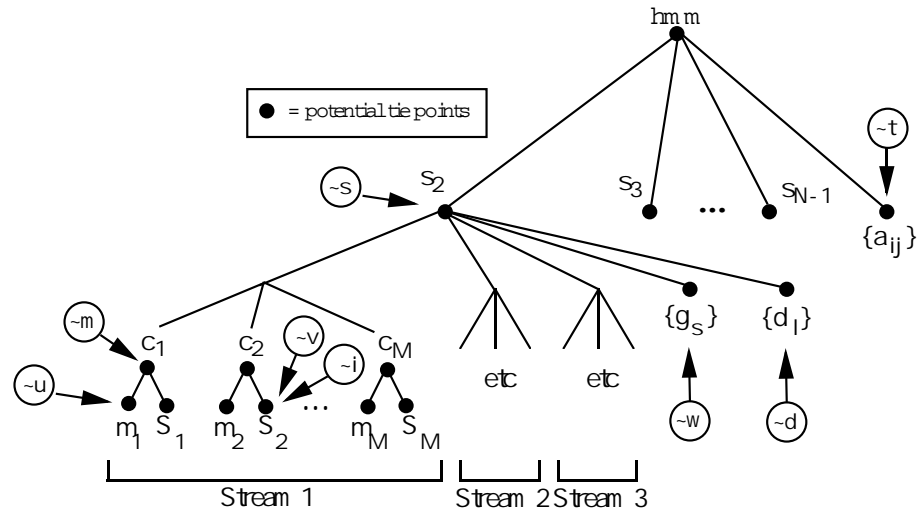 hmm
= potential tie points
~t
~s
s2
s3
...
sN-1
{aij}
~m
c1
c2
~v
cM
~i
{gs}
{dl}
~u
etc
etc
m1
S1
m2
S2
...
mM
SM
~w
~d
Stream 1
Stream 2
Stream 3